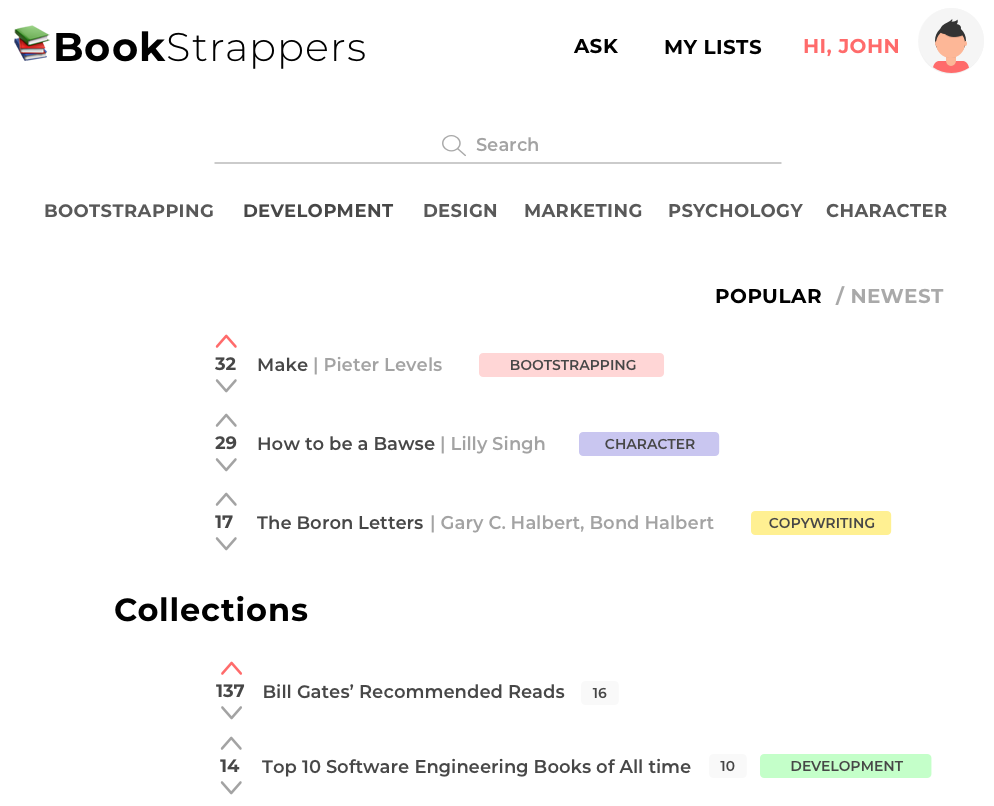 BookStrappers ASK MY LISTS HI, JOHN
Search
BOOTSTRAPPING DEVELOPMENT DESIGN MARKETING PSYCHOLOGY CHARACTER
POPULAR / NEWEST
32 Make | Pieter Levels BOOTSTRAPPING
29 How to be a Bawse | Lilly Singh CHARACTER
17 The Boron Letters | Gary C. Halbert, Bond Halbert COPYWRITING
Collections
137 Bill Gates’ Recommended Reads 16
14 Top 10 Software Engineering Books of All time 10 DEVELOPMENT